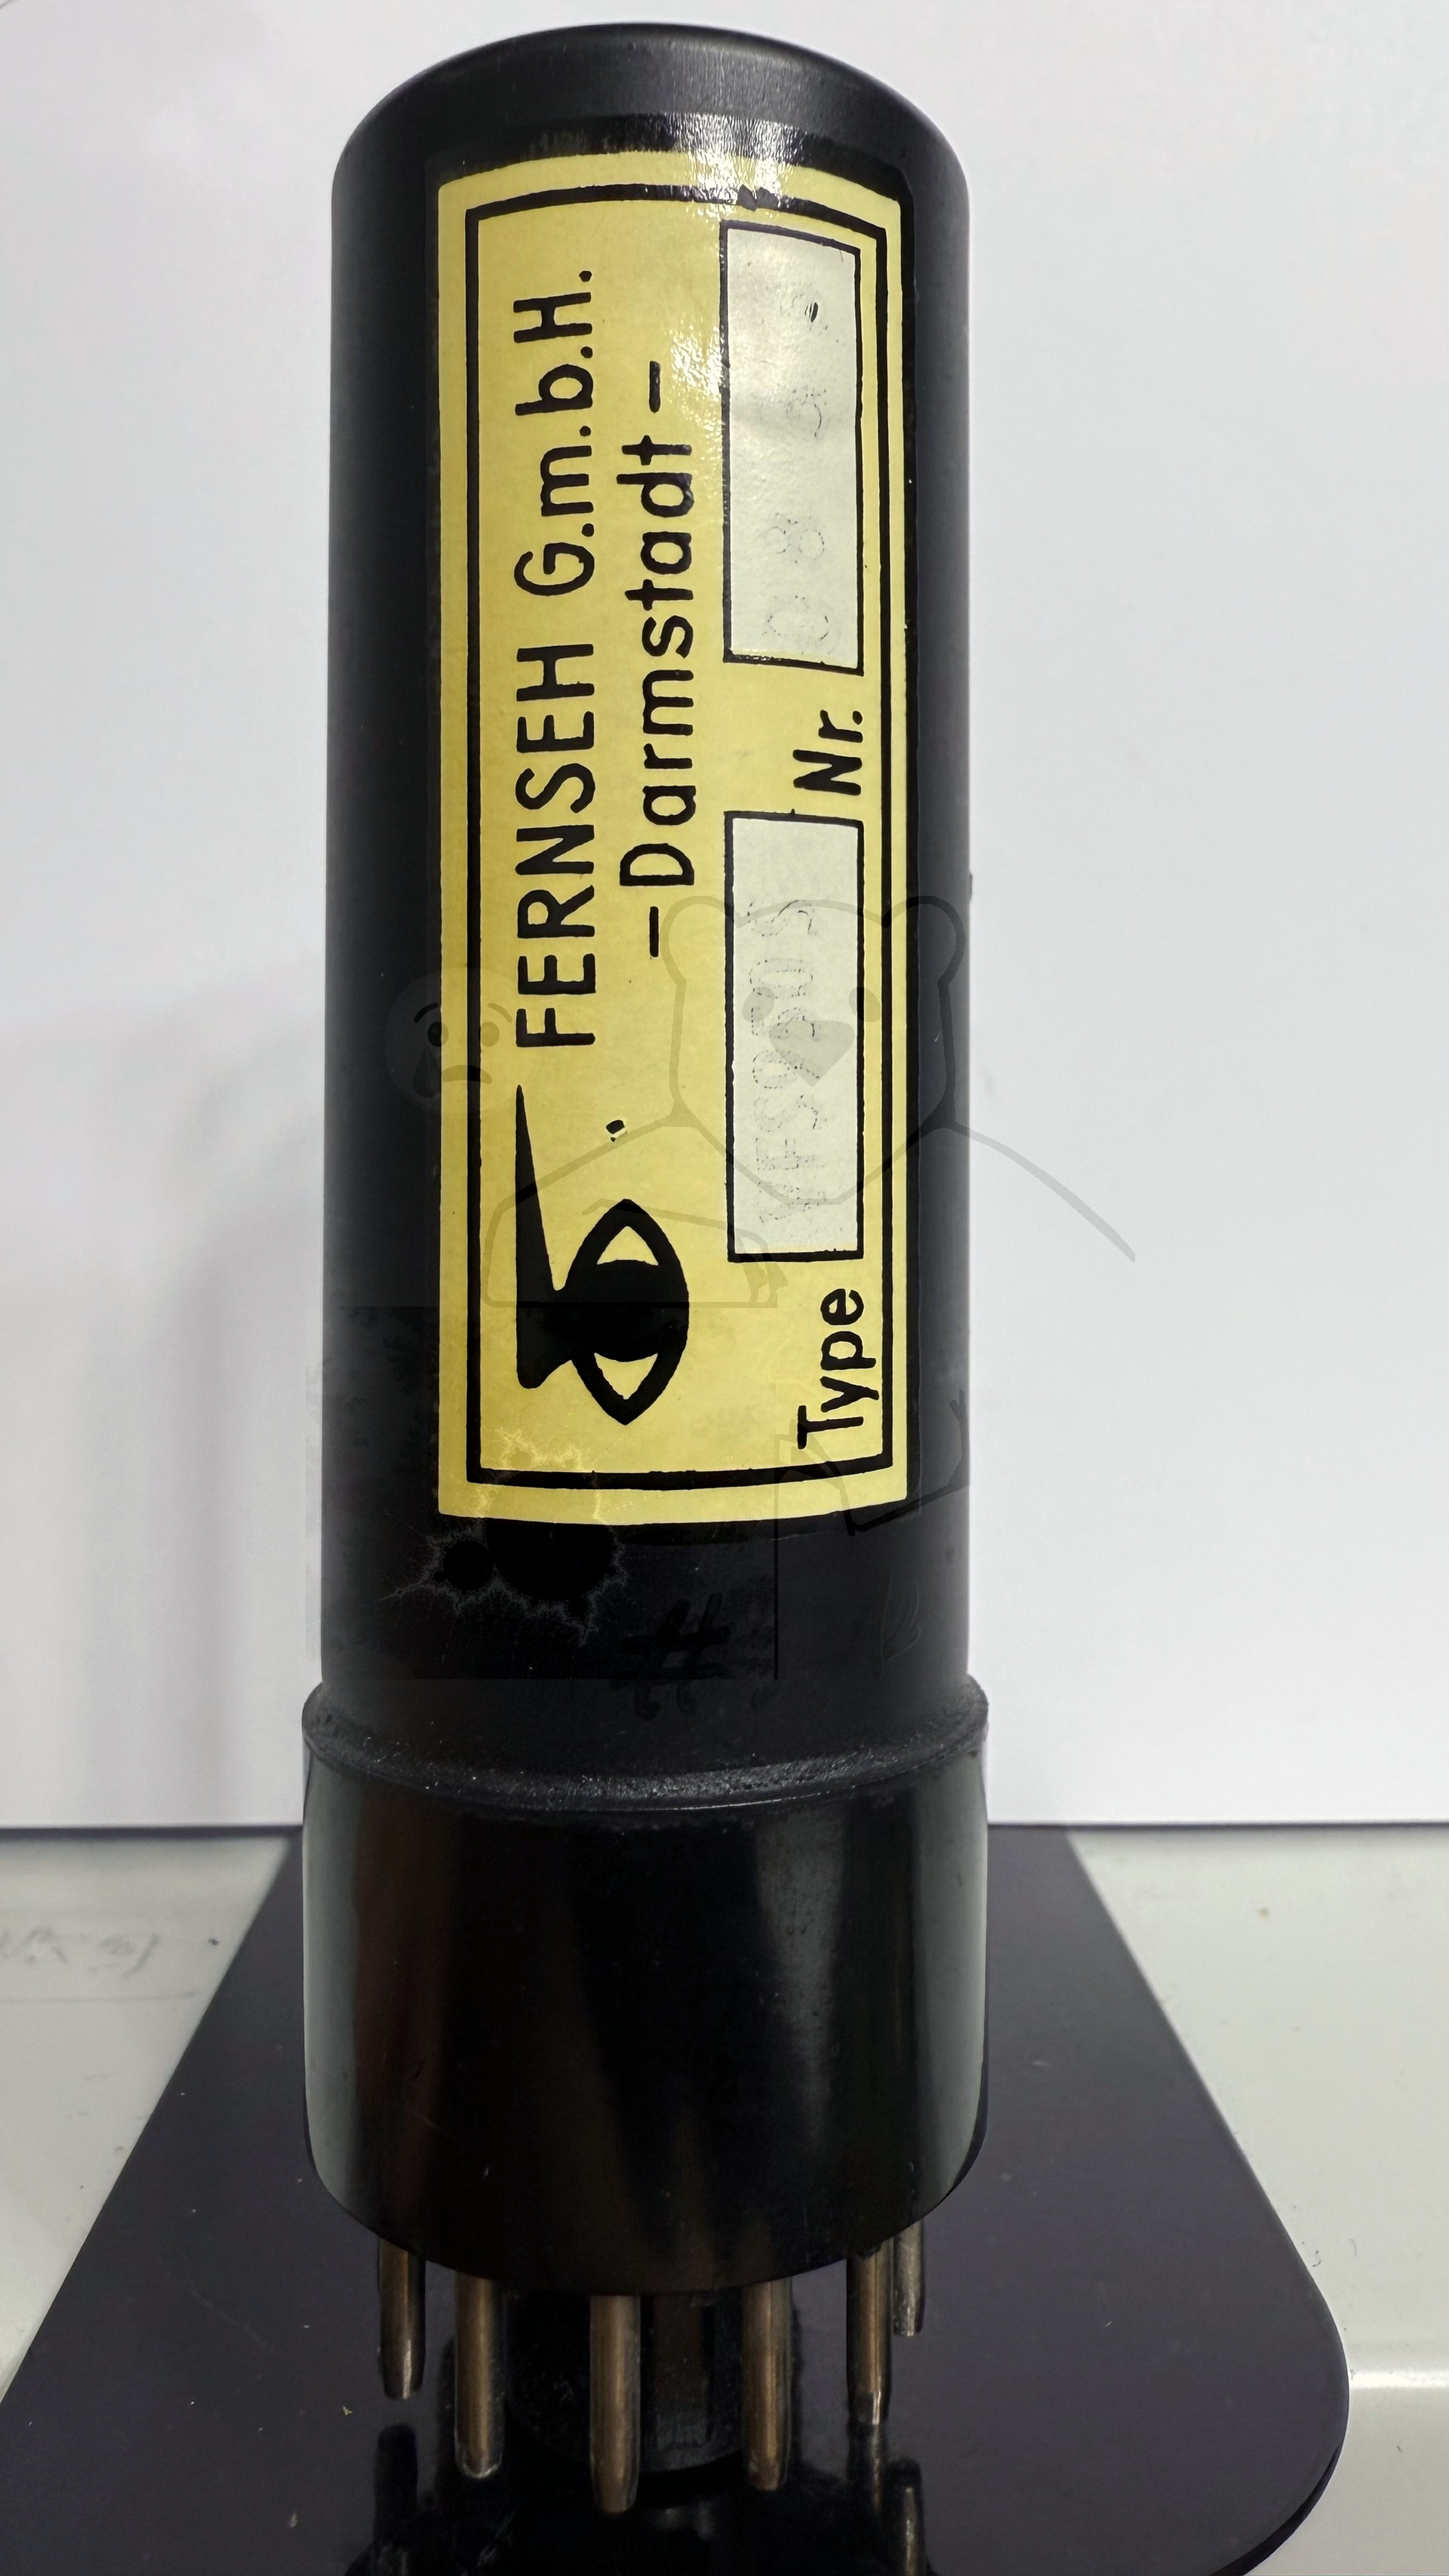 FERNSEH G.m.b.H.
-Darmstadt-
Type Nr.